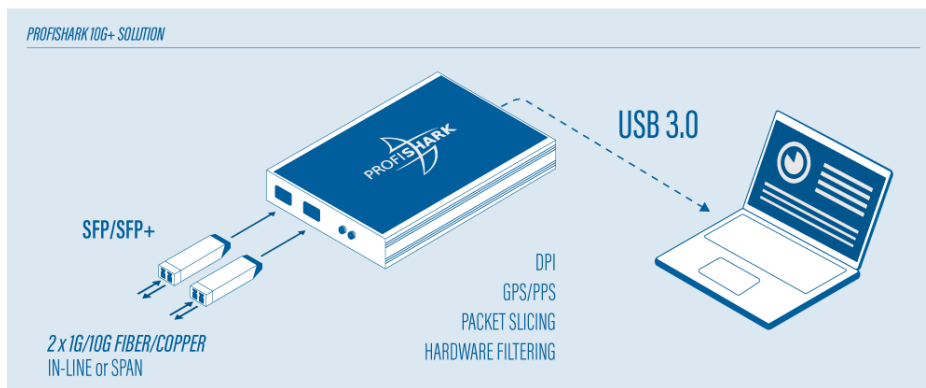 PROFISHARK 10G+ SOLUTION
PROFISHARK
USB 3.0
SFP/SFP+
DPI
GPS/PPS
PACKET SLICING
HARDWARE FILTERING
2 x 1G/10G FIBER/COPPER
IN-LINE or SPAN